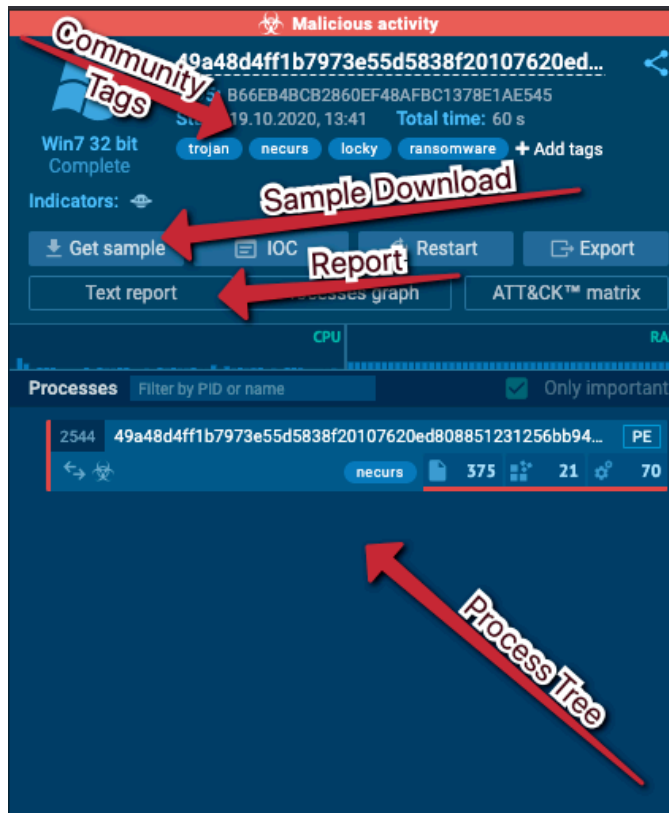 Malicious activity
Community Tags
49a48d4ff1b7973e55d5838f20107620ed...
B66EB4BCB2860EF48AFBC1378E1AE545
19.10.2020, 13:41 Total time: 60 s
Win7 32 bit
Complete
trojan necurs locky ransomware + Add tags
Indicators:
Sample Download
Get sample IOC Restart Export
Report
Text report graph ATT&CK™ matrix
CPU RA
Processes Filter by PID or name Only important
2544 49a48d4ff1b7973e55d5838f20107620ed808851231256bb94... PE
necurs 375 21 70
Process Tree